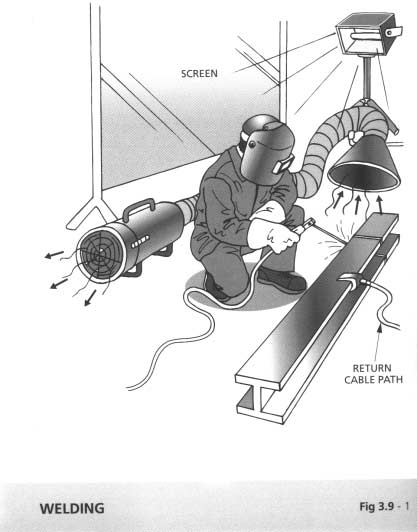 SCREEN
RETURN
CABLE PATH
WELDING
Fig 3.9 - 1